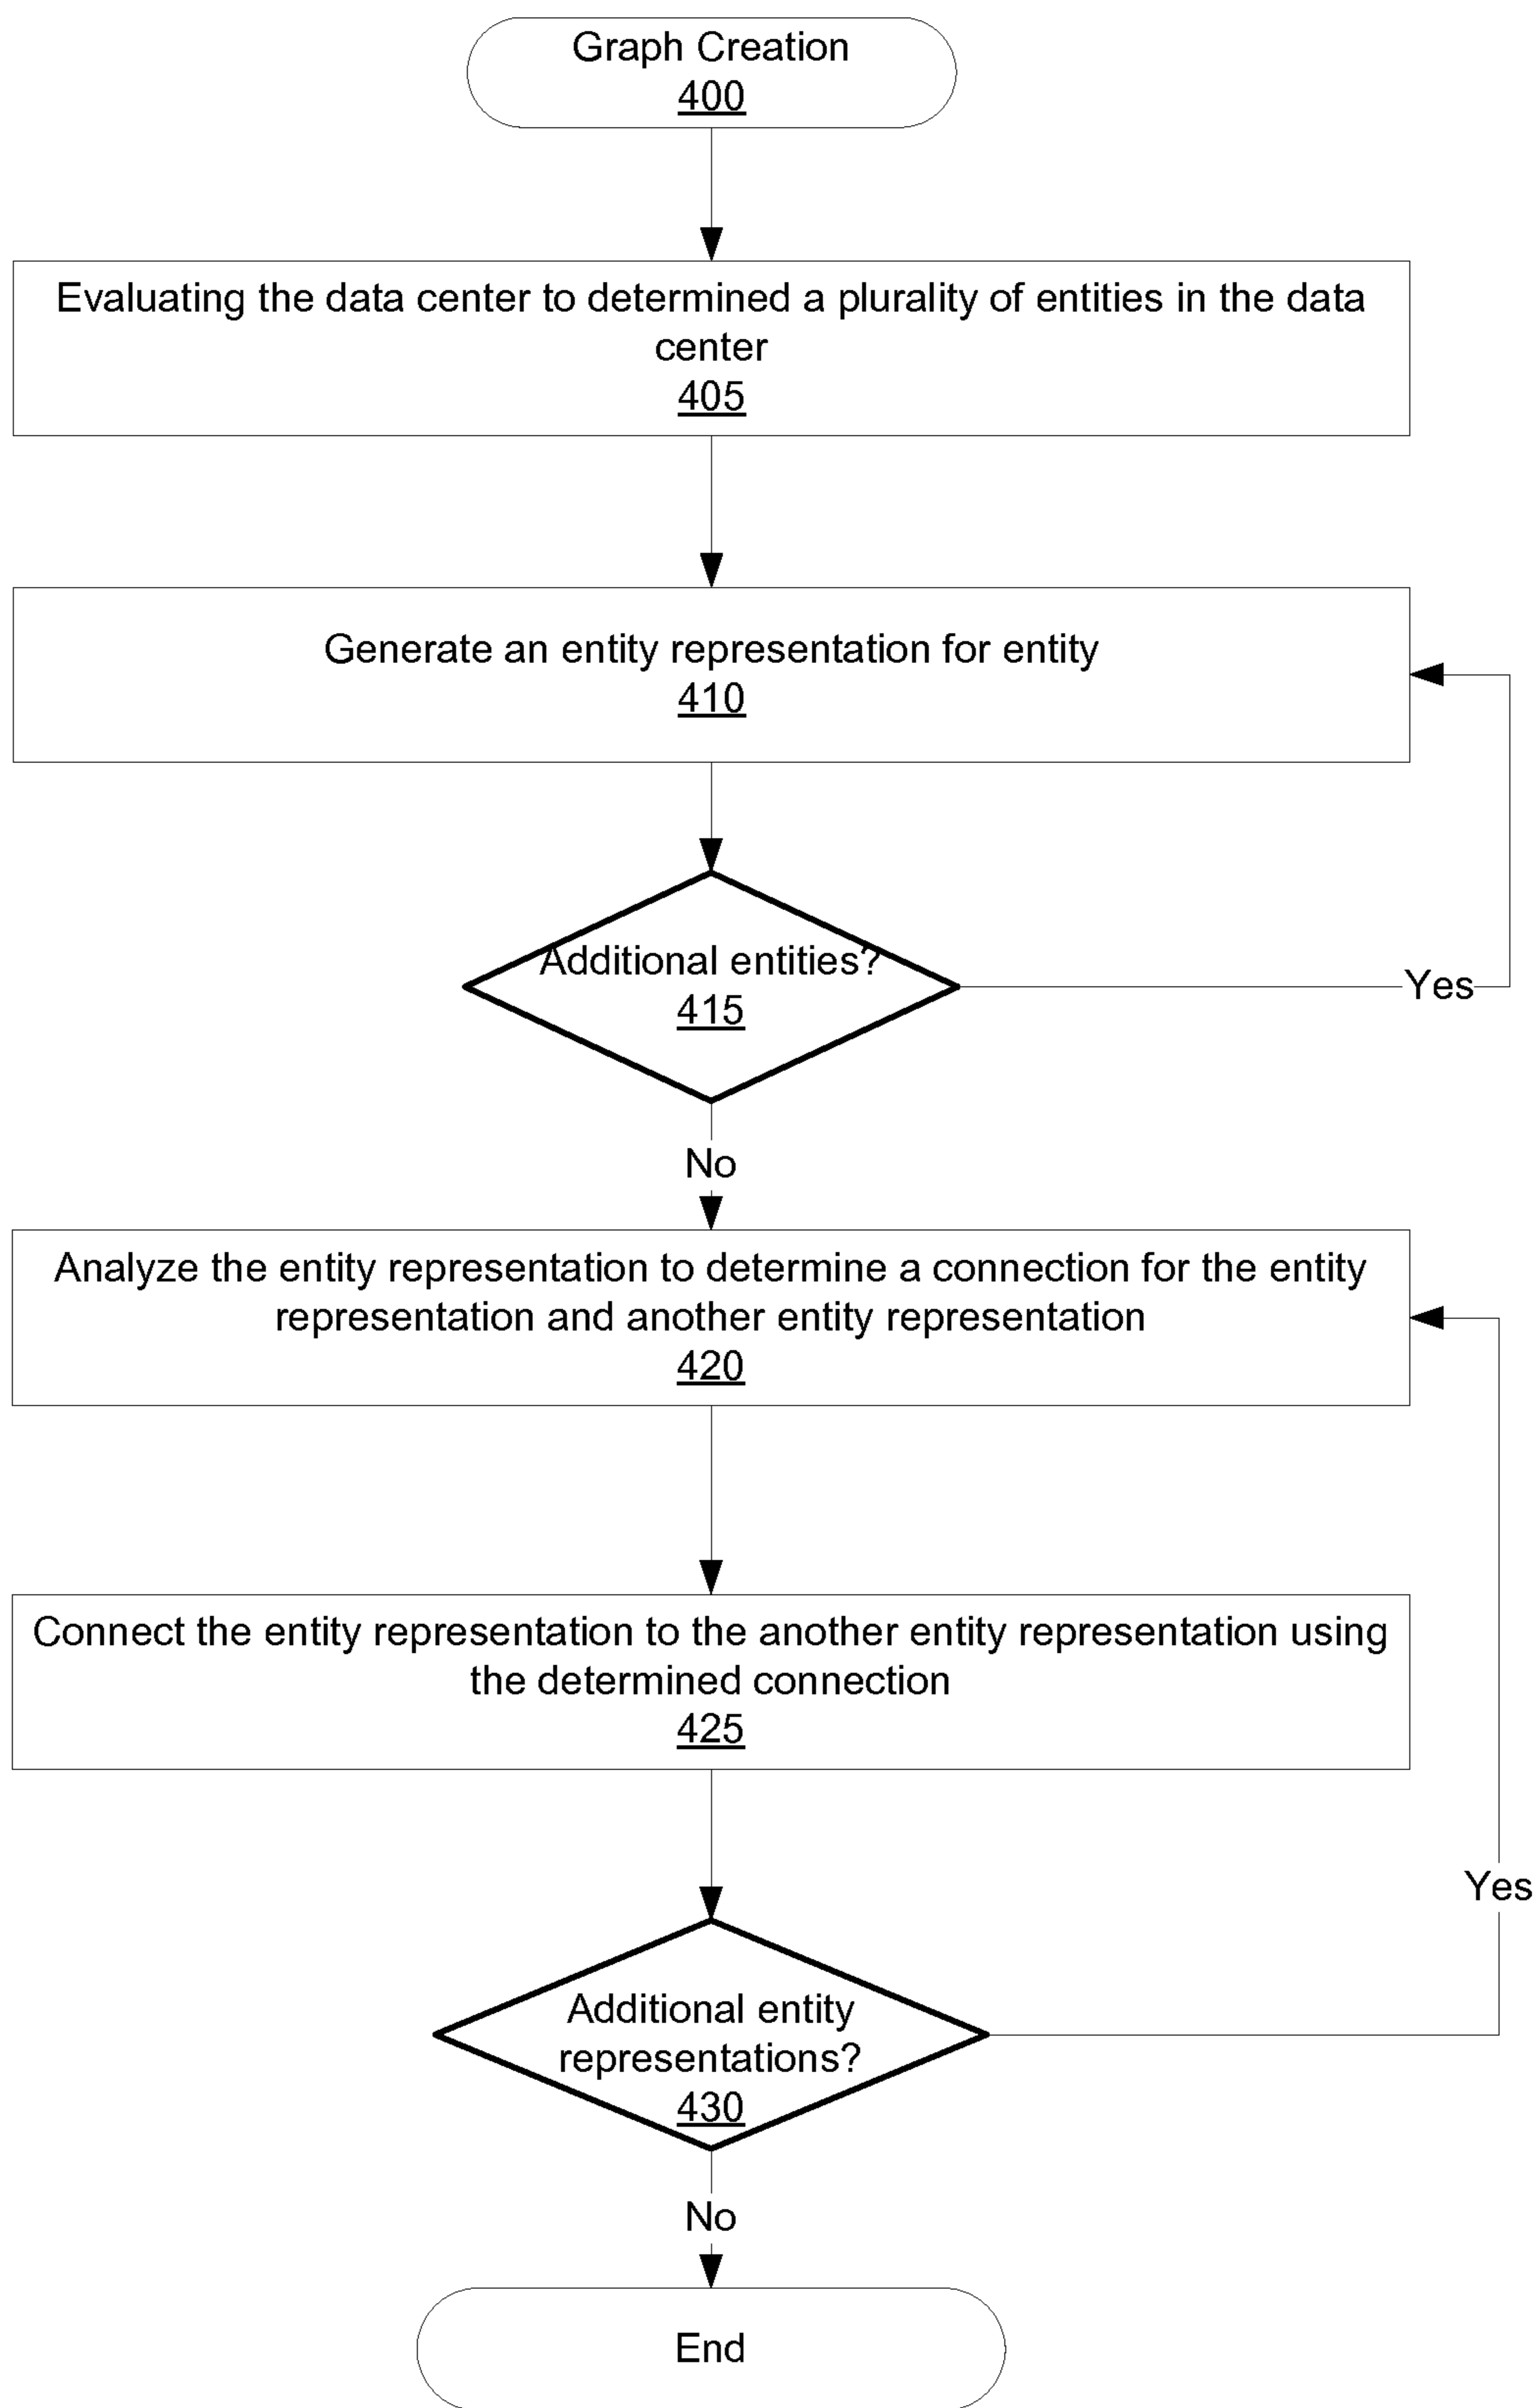 Graph Creation
400
Evaluating the data center to determined a plurality of entities in the data
center
405
Generate an entity representation for entity
410
Additional entities?
415
Yes
No
Analyze the entity representation to determine a connection for the entity
representation and another entity representation
420
Connect the entity representation to the another entity representation using
the determined connection
425
Yes
Additional entity
representations?
430
No
End